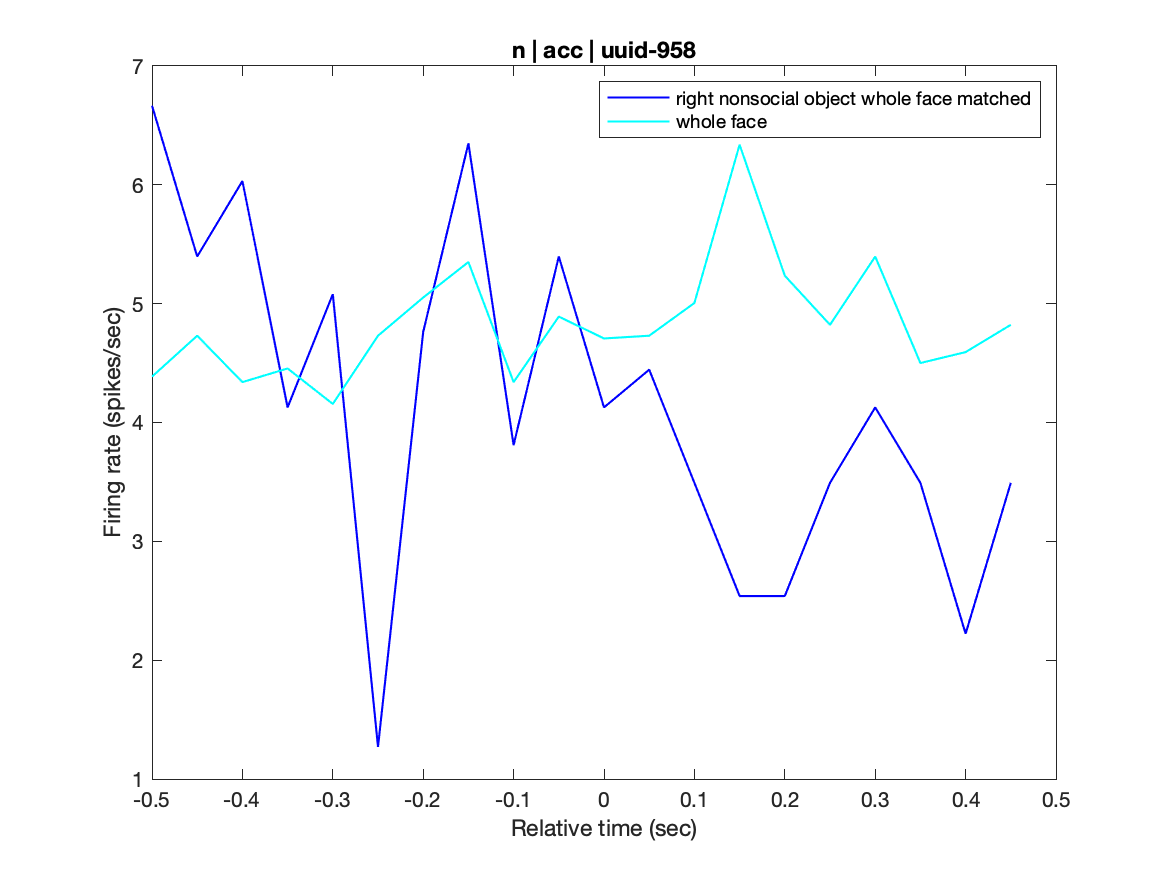 n | acc | uuid-958
7
right nonsocial object whole face matched
whole face
6
5
4
3
2
1
Firing rate (spikes/sec)
-0.5 -0.4 -0.3 -0.2 -0.1 0 0.1 0.2 0.3 0.4 0.5
Relative time (sec)